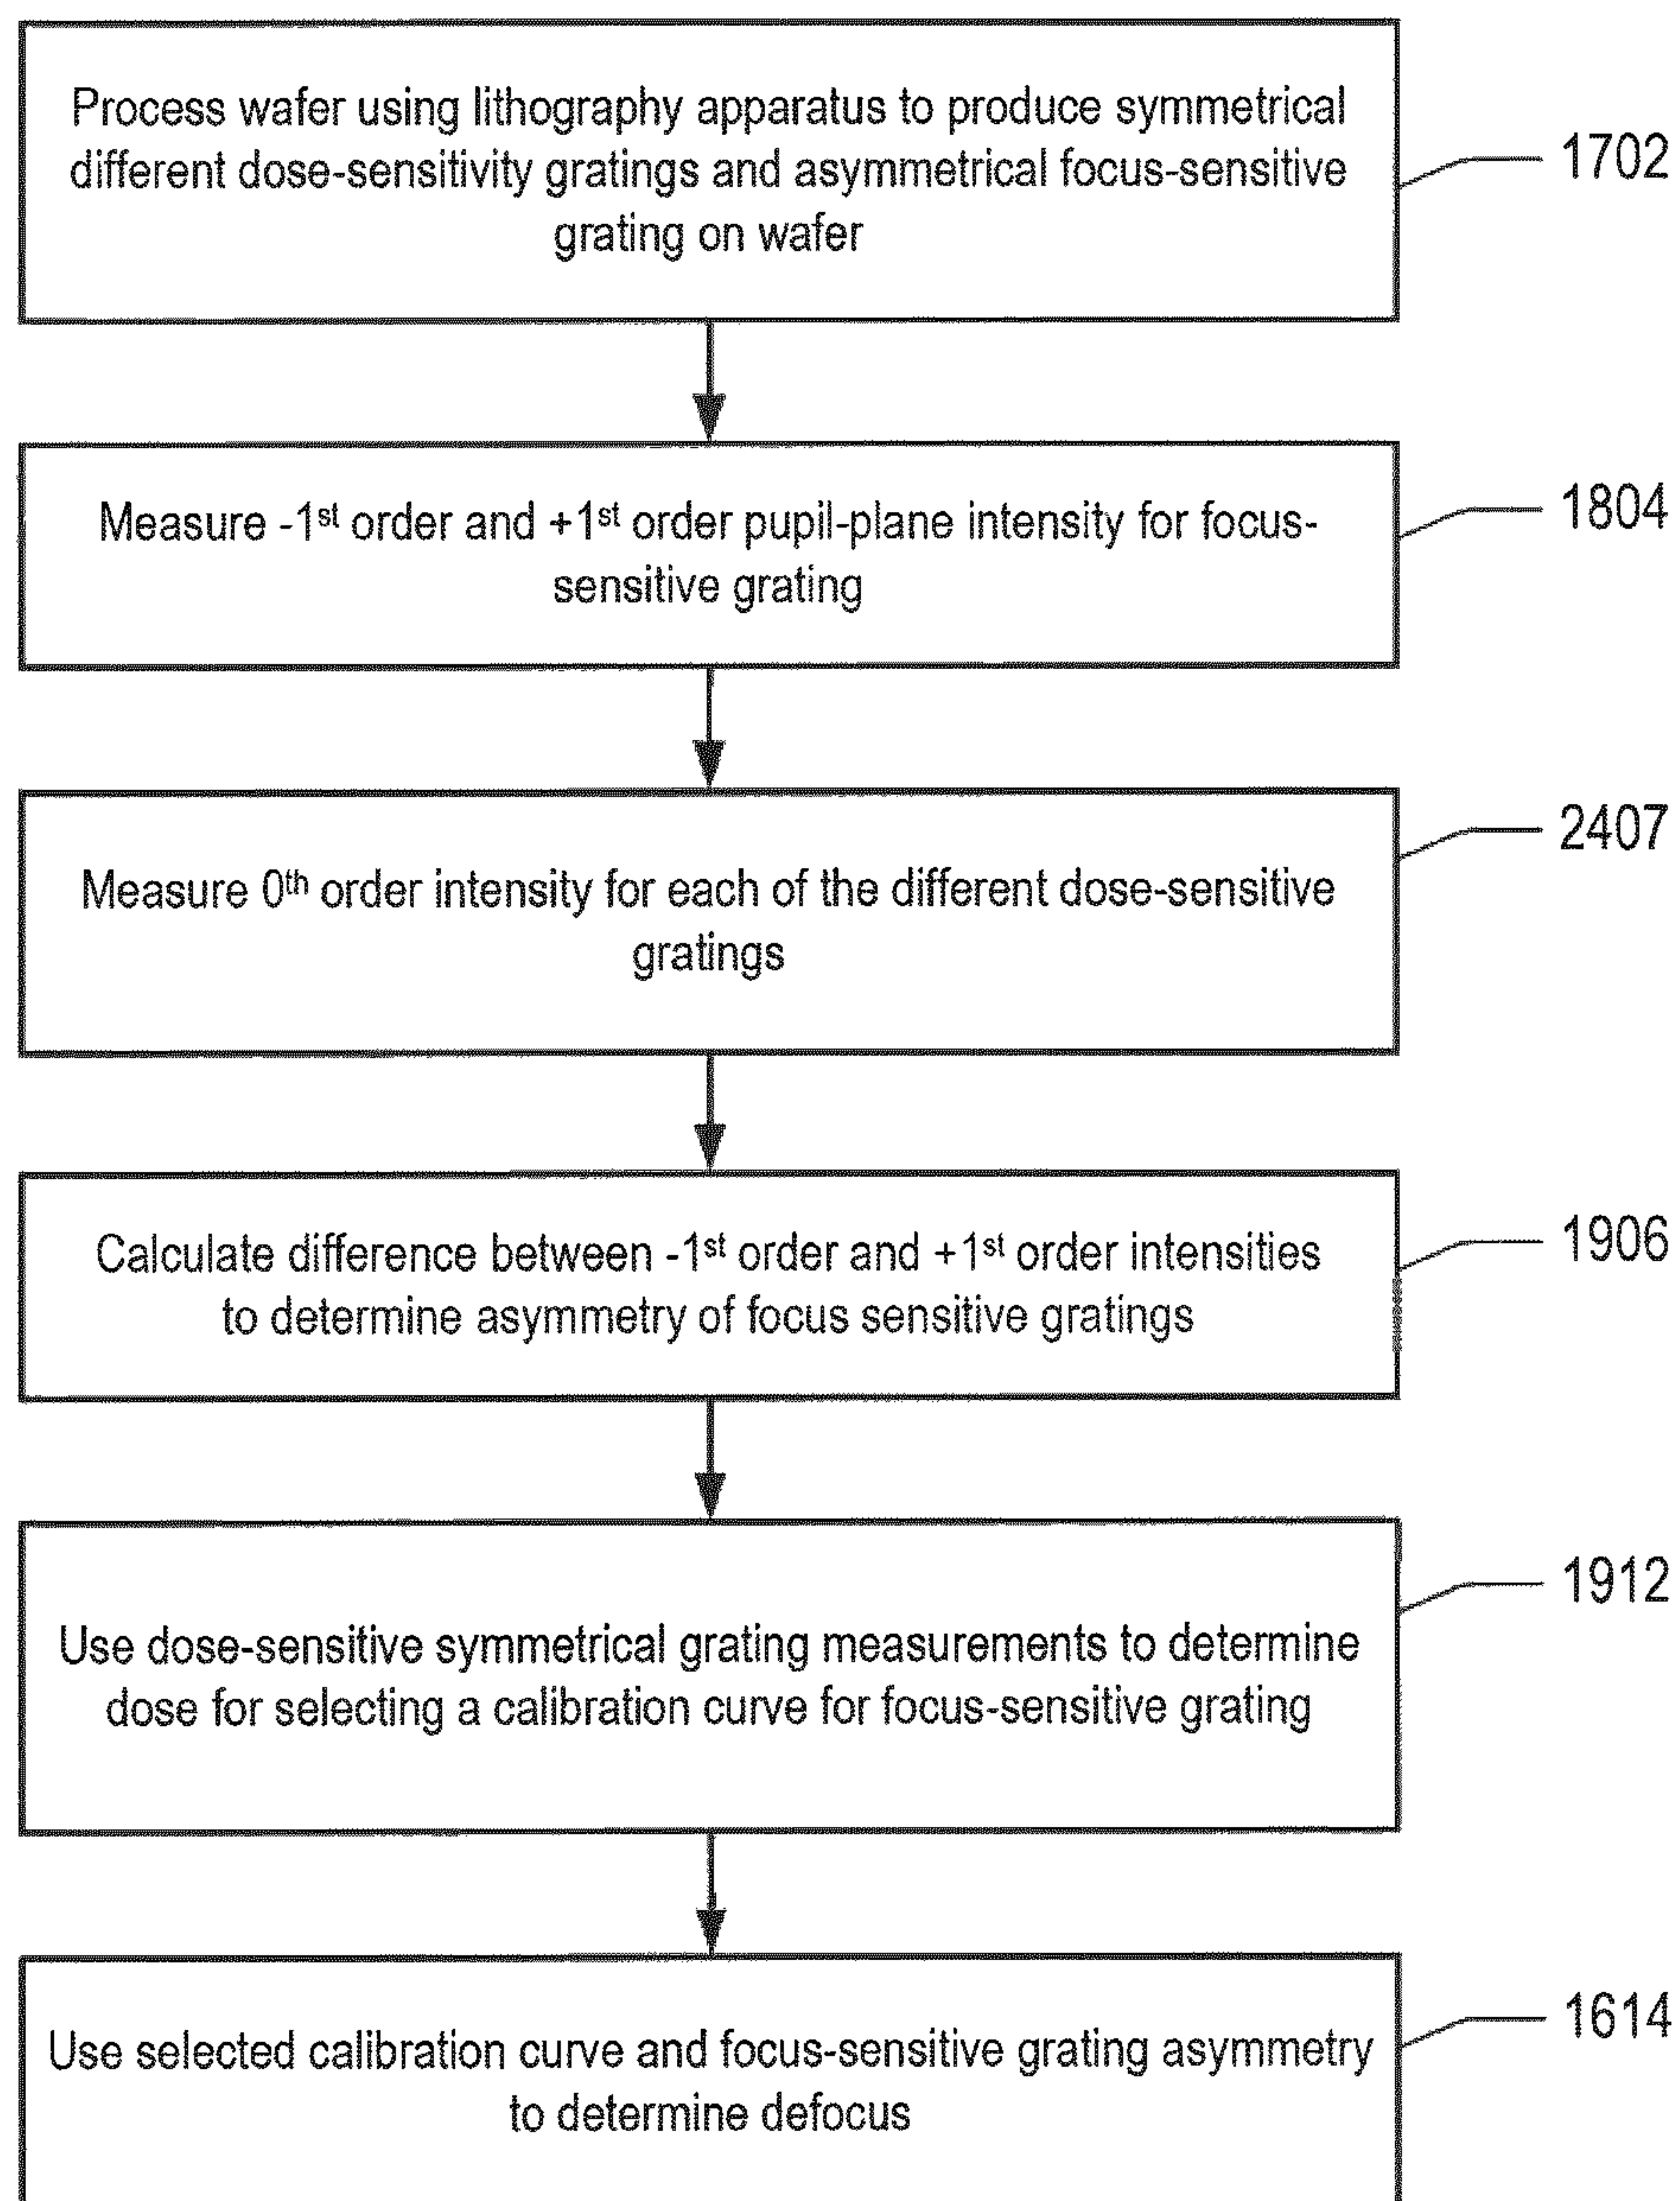 Process wafer using lithography apparatus to produce symmetrical
different dose-sensitivity gratings and asymmetrical focus-sensitive
grating on wafer
1702
Measure -1st order and +1st order pupil-plane intensity for focus-
sensitive grating
1804
Measure 0th order intensity for each of the different dose-sensitive
gratings
2407
Calculate difference between -1st order and +1st order intensities
to determine asymmetry of focus sensitive gratings
1906
Use dose-sensitive symmetrical grating measurements to determine
dose for selecting a calibration curve for focus-sensitive grating
1912
Use selected calibration curve and focus-sensitive grating asymmetry
to determine defocus
1614